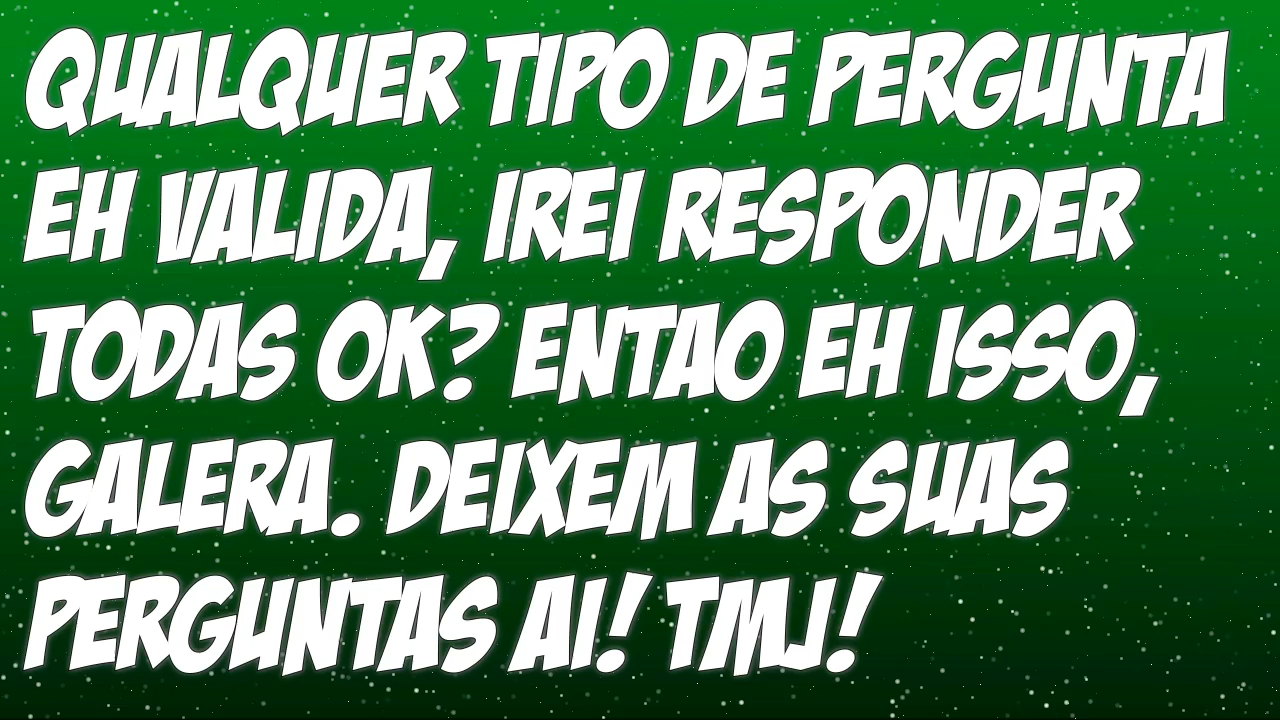 QUALQUER TIPO DE PERGUNTA
EH VALIDA, IREI RESPONDER
TODAS OK? ENTAO EH ISSO,
GALERA. DEIXEM AS SUAS
PERGUNTAS AI! TMJ!